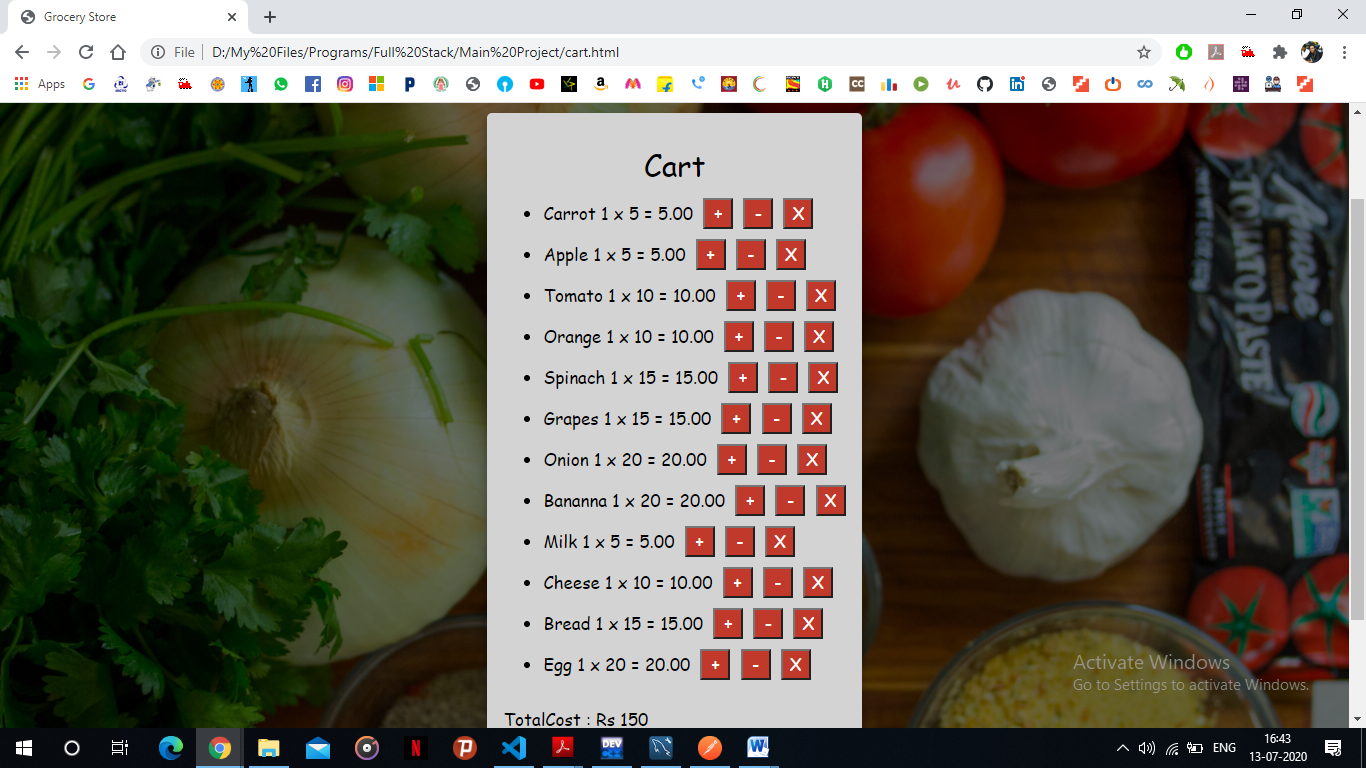 Grocery Store
File
D:/My%20Files/Programs/Full%20Stack/Main%20Project/cart.html
Apps
Cart
Carrot 1 x 5 = 5.00 + - X
Apple 1 x 5 = 5.00 + - X
Tomato 1 x 10 = 10.00 + - X
Orange 1 x 10 = 10.00 + - X
Spinach 1 x 15 = 15.00 + - X
Grapes 1 x 15 = 15.00 + - X
Onion 1 x 20 = 20.00 + - X
Bananna 1 x 20 = 20.00 + - X
Milk 1 x 5 = 5.00 + - X
Cheese 1 x 10 = 10.00 + - X
Bread 1 x 15 = 15.00 + - X
Egg 1 x 20 = 20.00 + - X
TotalCost : Rs 150
Amore
TOMATO PASTE
Activate Windows
Go to Settings to activate Windows.
ENG
16:43
13-07-2020